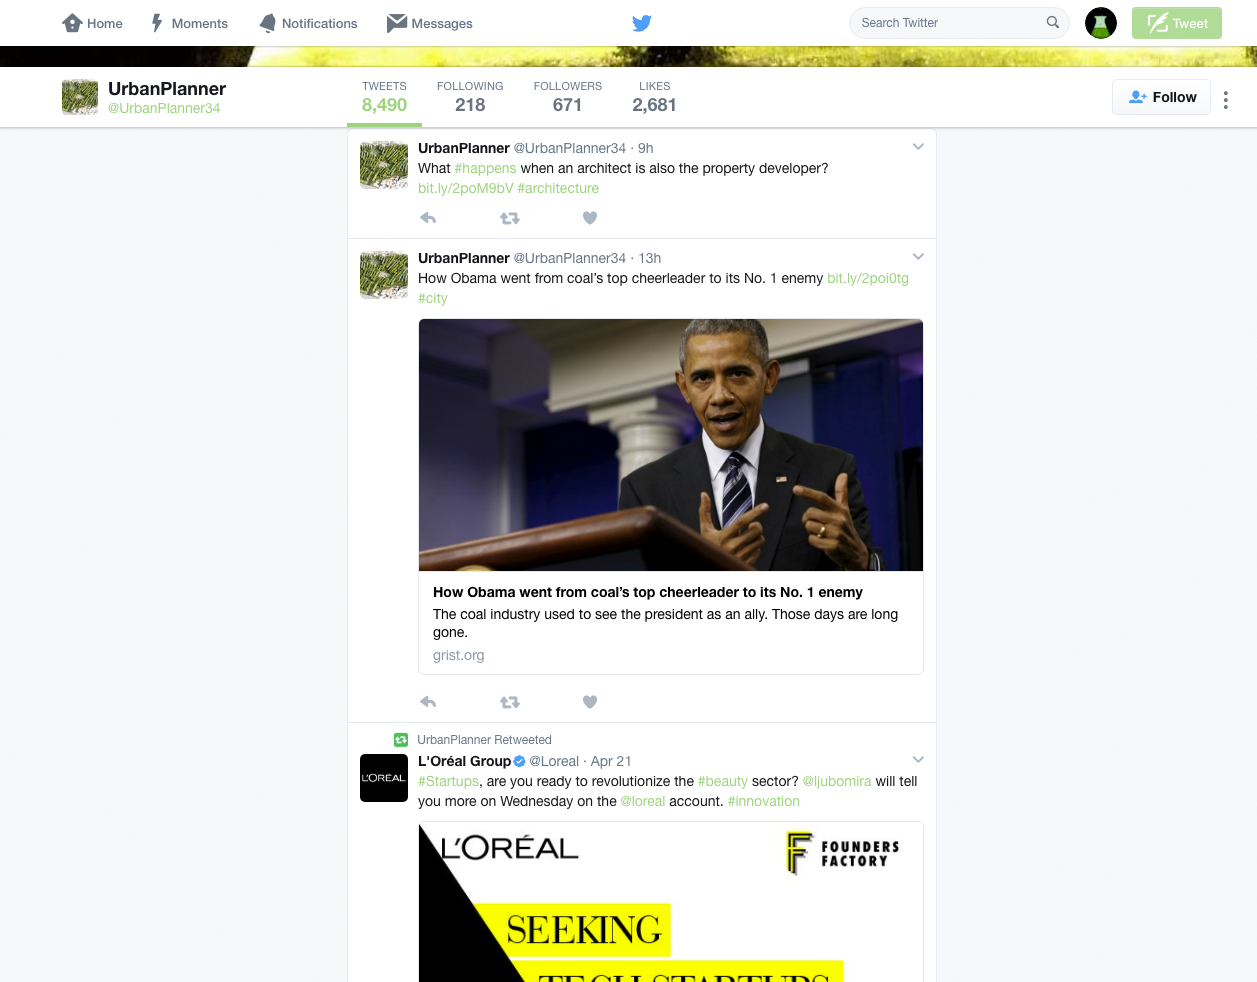 Home
Moments
Notifications
Messages
Search Twitter
Tweet
UrbanPlanner
@UrbanPlanner34
TWEETS
8,490
FOLLOWING
218
FOLLOWERS
671
LIKES
2,681
Follow
UrbanPlanner @UrbanPlanner34 · 9h
What #happens when an architect is also the property developer?
bit.ly/2poM9bV #architecture
UrbanPlanner @UrbanPlanner34 · 13h
How Obama went from coal's top cheerleader to its No. 1 enemy bit.ly/2poi0tg
#city
How Obama went from coal's top cheerleader to its No. 1 enemy
The coal industry used to see the president as an ally. Those days are long
gone.
grist.org
UrbanPlanner Retweeted
L'ORÉAL
L'Oréal Group @Loreal · Apr 21
#Startups, are you ready to revolutionize the #beauty sector? @ljubomira will tell
you more on Wednesday on the @loreal account. #innovation
L'ORÉAL
FOUNDERS
FACTORY
SEEKING
TECH STARTUPS